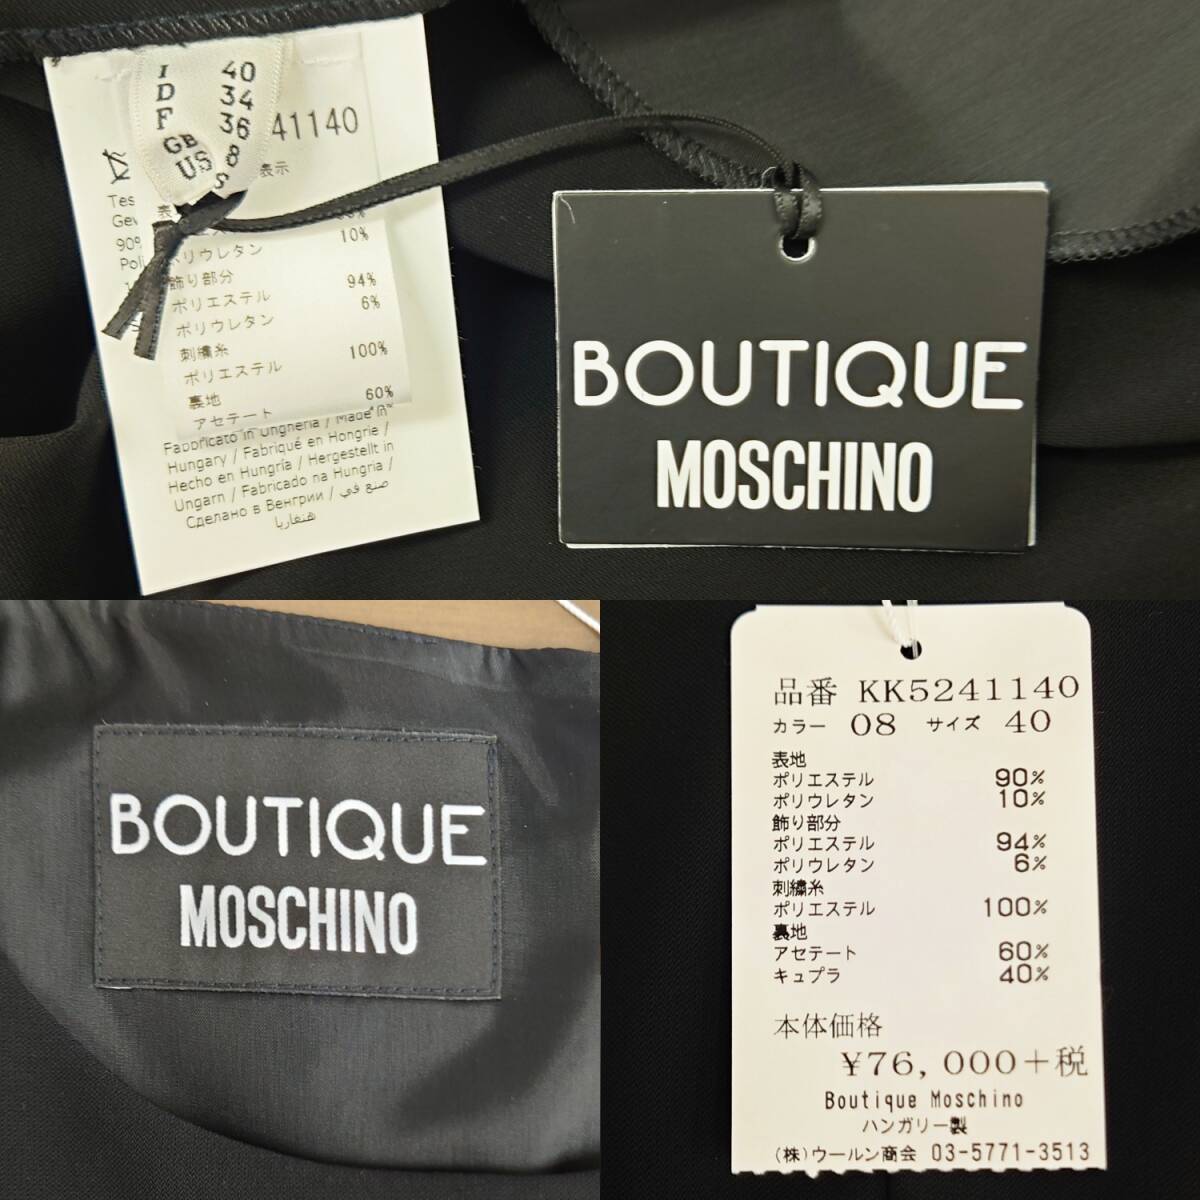 I 40
D 34
F 36
GB 8
US
S
41140
表示
Tes
Gev
90%
Poli
10%
ポリウレタン
飾り部分
ポリエステル 94%
ポリウレタン 6%
刺繍糸
ポリエステル 100%
裏地
アセテート 60%
Fabbricato in Ungheria / Made in
Hungary / Fabriqué en Hongrie /
Hecho en Hungría / Hergestellt in
Ungarn / Fabricado na Hungria /
Сделано в Венгрии / صنع في
هنغاريا
BOUTIQUE
MOSCHINO
BOUTIQUE
MOSCHINO
品番 KK5241140
カラー 08 サイズ 40
表地
ポリエステル 90%
ポリウレタン 10%
飾り部分
ポリエステル 94%
ポリウレタン 6%
刺繍糸
ポリエステル 100%
裏地
アセテート 60%
キュプラ 40%
本体価格
¥76,000+税
Boutique Moschino
ハンガリー製
(株)ウールン商会 03-5771-3513